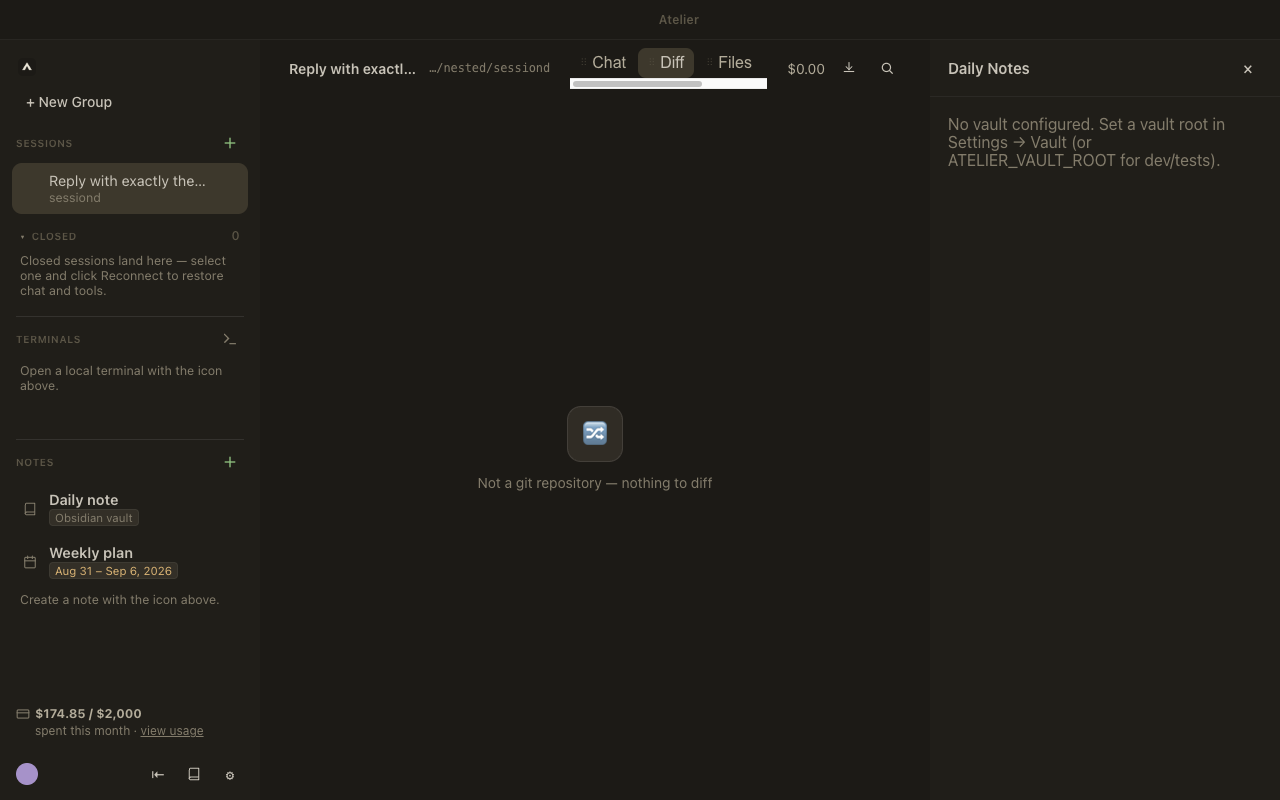 Atelier
+ New Group
SESSIONS
Reply with exactly the...
sessiond
CLOSED
0
Closed sessions land here — select
one and click Reconnect to restore
chat and tools.
TERMINALS
Open a local terminal with the icon
above.
NOTES
Daily note
Obsidian vault
Weekly plan
Aug 31 – Sep 6, 2026
Create a note with the icon above.
$174.85 / $2,000
spent this month · view usage
Reply with exactl...
…/nested/sessiond
Chat
Diff
Files
$0.00
Not a git repository — nothing to diff
Daily Notes
No vault configured. Set a vault root in
Settings → Vault (or
ATELIER_VAULT_ROOT for dev/tests).